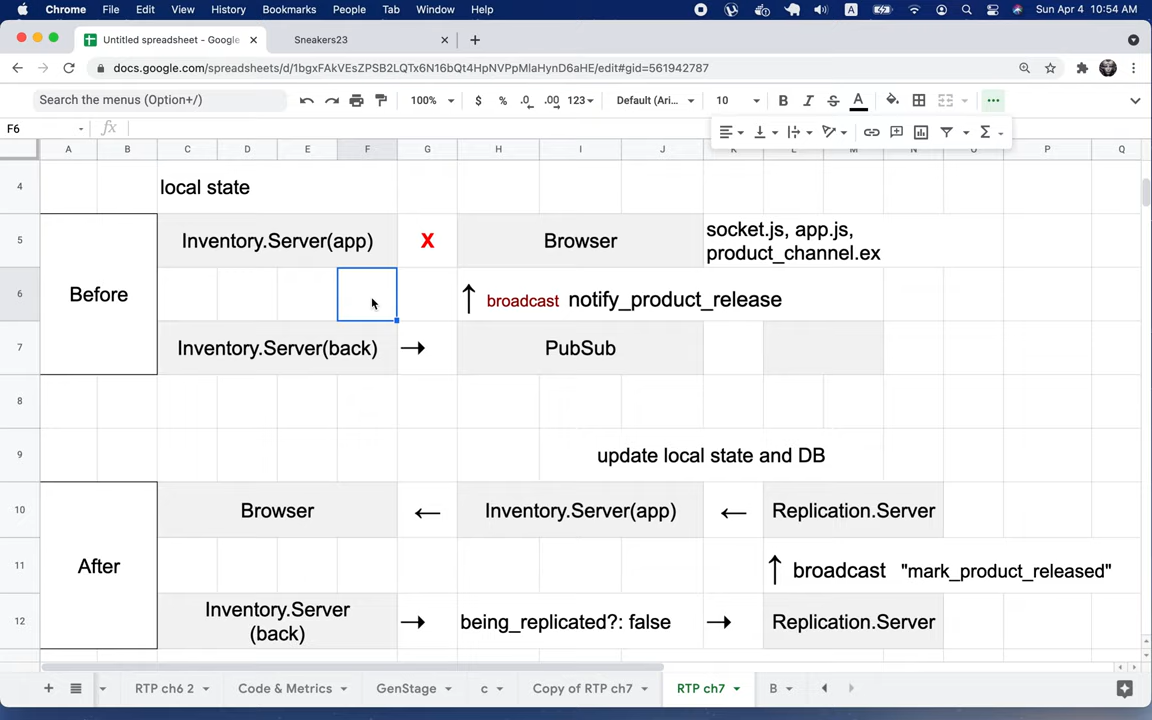 Chrome File Edit View History Bookmarks People Tab Window Help A Sun Apr 4 10:54 AM
Untitled spreadsheet - Google Sneakers23
docs.google.com/spreadsheets/d/1bgxFAkVEsZPSB2LQTx6N16bQt4HpNVPpMlaHynD6aHE/edit#gid=561942787
Search the menus (Option+/) 100% $ % .0 .00 123 Default (Ari... 10 B I S A
F6 fx
A B C D E F G H I J K L M N O P Q
4 local state
5 Inventory.Server(app) X Browser socket.js, app.js,
product_channel.ex
Before
6 ↑ broadcast notify_product_release
7 Inventory.Server(back) → PubSub
8
9 update local state and DB
10 Browser ← Inventory.Server(app) ← Replication.Server
After
11 ↑ broadcast "mark_product_released"
12 Inventory.Server
(back) → being_replicated?: false → Replication.Server
RTP ch6 2 Code & Metrics GenStage c Copy of RTP ch7 RTP ch7 B